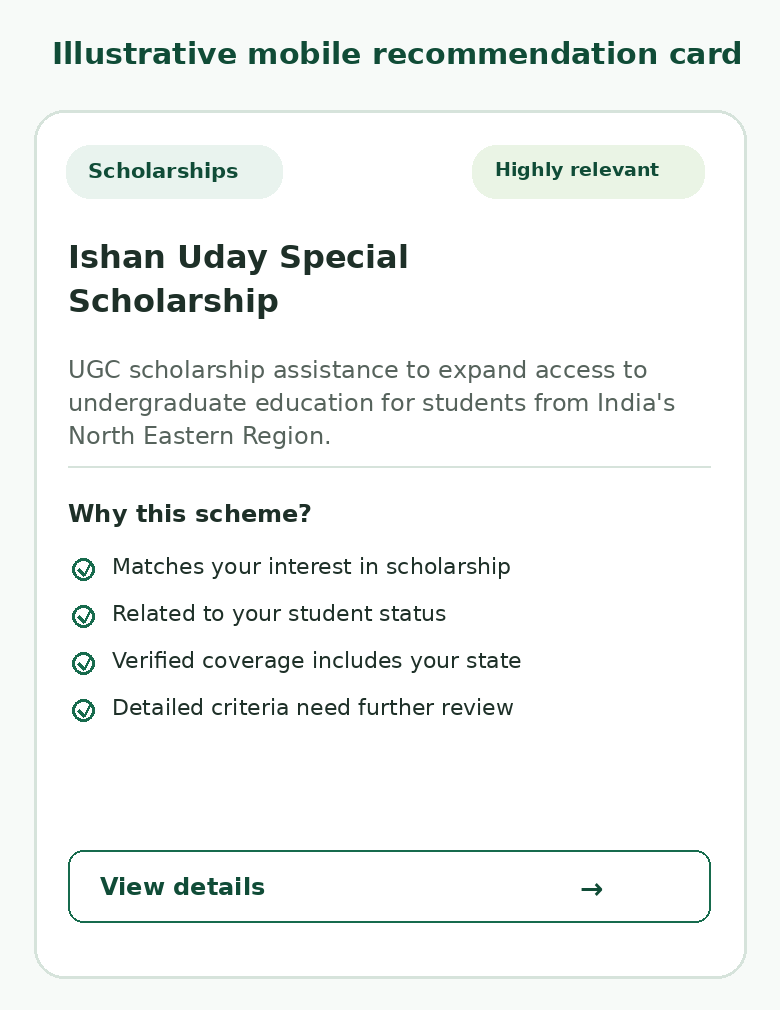 Illustrative mobile recommendation card
Scholarships
Highly relevant
Ishan Uday Special
Scholarship
UGC scholarship assistance to expand access to
undergraduate education for students from India's
North Eastern Region.
Why this scheme?
Matches your interest in scholarship
Related to your student status
Verified coverage includes your state
Detailed criteria need further review
View details →